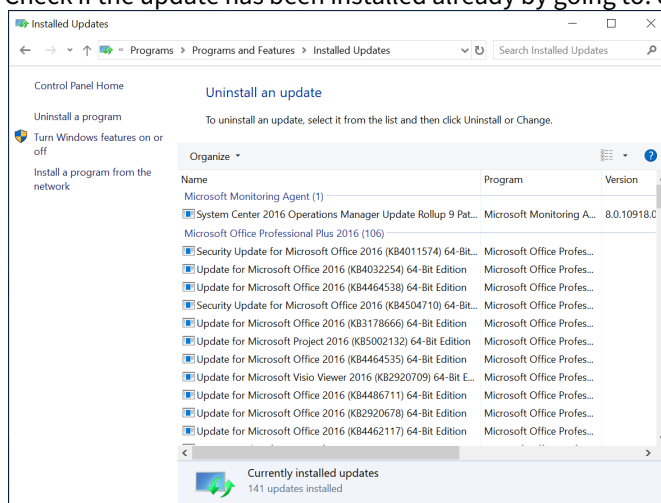 Check if the update has been installed already by going to:
Installed Updates
« Programs > Programs and Features > Installed Updates
Search Installed Updates
Control Panel Home
Uninstall a program
Turn Windows features on or
off
Install a program from the
network
Uninstall an update
To uninstall an update, select it from the list and then click Uninstall or Change.
Organize
Name Program Version
Microsoft Monitoring Agent (1)
System Center 2016 Operations Manager Update Rollup 9 Pat... Microsoft Monitoring A... 8.0.10918.0
Microsoft Office Professional Plus 2016 (106)
Security Update for Microsoft Office 2016 (KB4011574) 64-Bit... Microsoft Office Profes...
Update for Microsoft Office 2016 (KB4032254) 64-Bit Edition Microsoft Office Profes...
Update for Microsoft Office 2016 (KB4464538) 64-Bit Edition Microsoft Office Profes...
Security Update for Microsoft Office 2016 (KB4504710) 64-Bit... Microsoft Office Profes...
Update for Microsoft Office 2016 (KB3178666) 64-Bit Edition Microsoft Office Profes...
Update for Microsoft Project 2016 (KB5002132) 64-Bit Edition Microsoft Office Profes...
Update for Microsoft Office 2016 (KB4464535) 64-Bit Edition Microsoft Office Profes...
Update for Microsoft Visio Viewer 2016 (KB2920709) 64-Bit E... Microsoft Office Profes...
Update for Microsoft Office 2016 (KB4486711) 64-Bit Edition Microsoft Office Profes...
Update for Microsoft Office 2016 (KB2920678) 64-Bit Edition Microsoft Office Profes...
Update for Microsoft Office 2016 (KB4462117) 64-Bit Edition Microsoft Office Profes...
Currently installed updates
141 updates installed